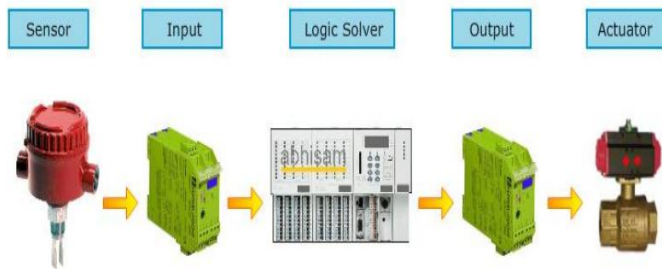 Sensor
Input
Logic Solver
Output
Actuator
abhisam